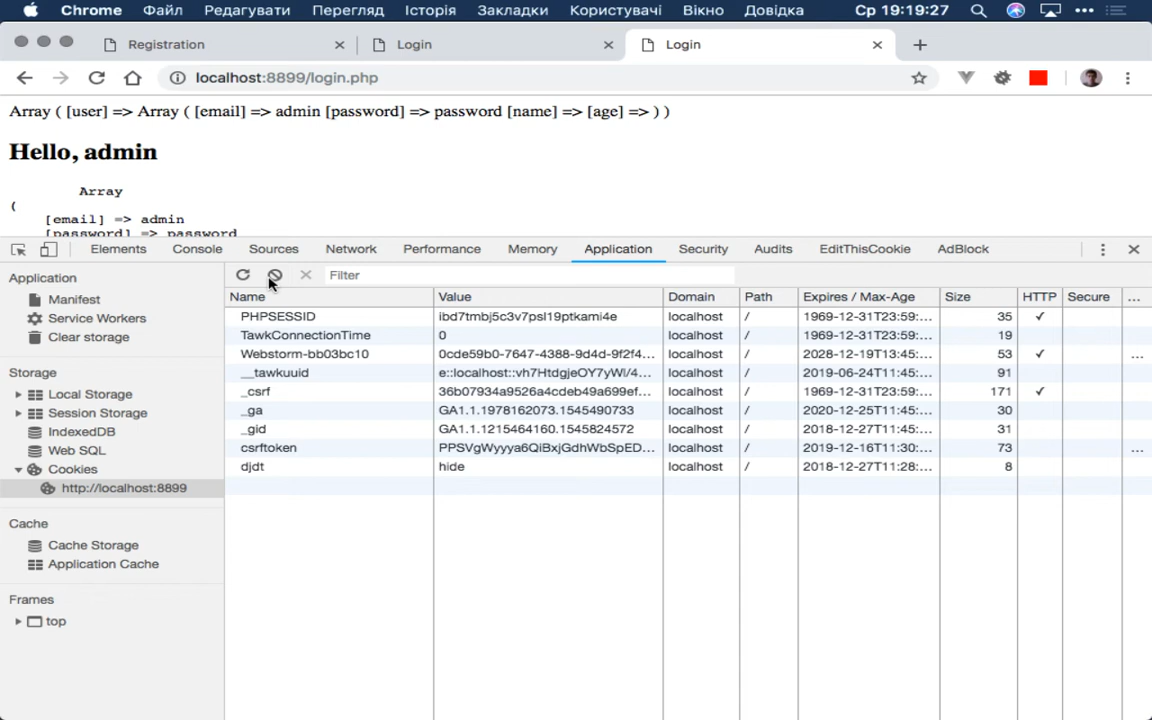 Chrome Файл Редагувати Перегляд Історія Закладки Користувачі Вікно Довідка Ср 19:19:27
Registration Login Login
localhost:8899/login.php
Array ( [user] => Array ( [email] => admin [password] => password [name] => [age] => ) )
Hello, admin
Array
(
[email] => admin
[password] => password
Elements Console Sources Network Performance Memory Application Security Audits EditThisCookie AdBlock
Application
Manifest
Service Workers
Clear storage
Storage
Local Storage
Session Storage
IndexedDB
Web SQL
Cookies
http://localhost:8899
Cache
Cache Storage
Application Cache
Frames
top
Filter
Name Value Domain Path Expires / Max-Age Size HTTP Secure ...
PHPSESSID ibd7tmbj5c3v7psl19ptkami4e localhost / 1969-12-31T23:59:... 35 ✓
TawkConnectionTime 0 localhost / 1969-12-31T23:59:... 19
Webstorm-bb03bc10 0cde59b0-7647-4388-9d4d-9f2f4... localhost / 2028-12-19T13:45:... 53 ✓ ...
__tawkuuid e::localhost::vh7HtdgjeOY7yWl/4... localhost / 2019-06-24T11:45:... 91
_csrf 36b07934a9526a4cdeb49a699ef... localhost / 1969-12-31T23:59:... 171 ✓
_ga GA1.1.1978162073.1545490733 localhost / 2020-12-25T11:45:... 30
_gid GA1.1.1215464160.1545824572 localhost / 2018-12-27T11:45:... 31
csrftoken PPSVgWyyya6QiBxjGdhWbSpED... localhost / 2019-12-16T11:30:... 73 ...
djdt hide localhost / 2018-12-27T11:28:... 8